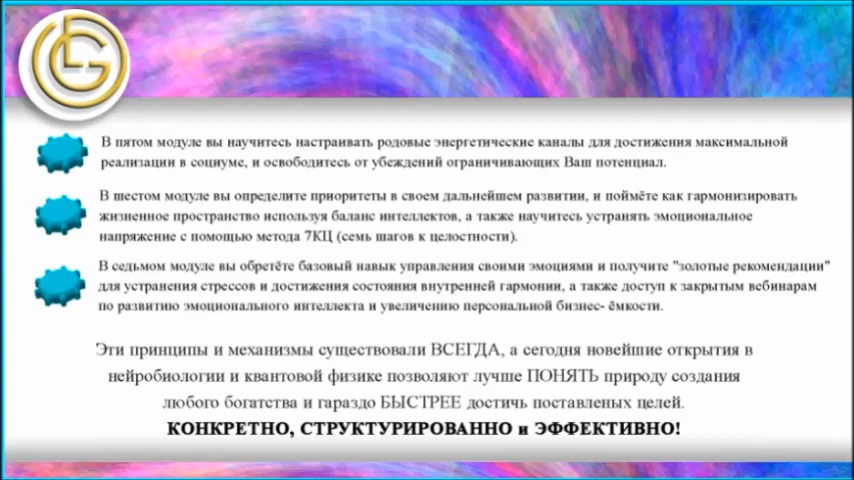 LG
В пятом модуле вы научитесь настраивать родовые энергетические каналы для достижения максимальной
реализации в социуме, и освободитесь от убеждений ограничивающих Ваш потенциал.
В шестом модуле вы определите приоритеты в своем дальнейшем развитии, и поймёте как гармонизировать
жизненное пространство используя баланс интеллектов, а также научитесь устранять эмоциональное
напряжение с помощью метода 7КЦ (семь шагов к целостности).
В седьмом модуле вы обретёте базовый навык управления своими эмоциями и получите "золотые рекомендации"
для устранения стрессов и достижения состояния внутренней гармонии, а также доступ к закрытым вебинарам
по развитию эмоционального интеллекта и увеличению персональной бизнес- ёмкости.
Эти принципы и механизмы существовали ВСЕГДА, а сегодня новейшие открытия в
нейробиологии и квантовой физике позволяют лучше ПОНЯТЬ природу создания
любого богатства и гараздо БЫСТРЕЕ достичь поставленых целей.
КОНКРЕТНО, СТРУКТУРИРОВАННО и ЭФФЕКТИВНО!